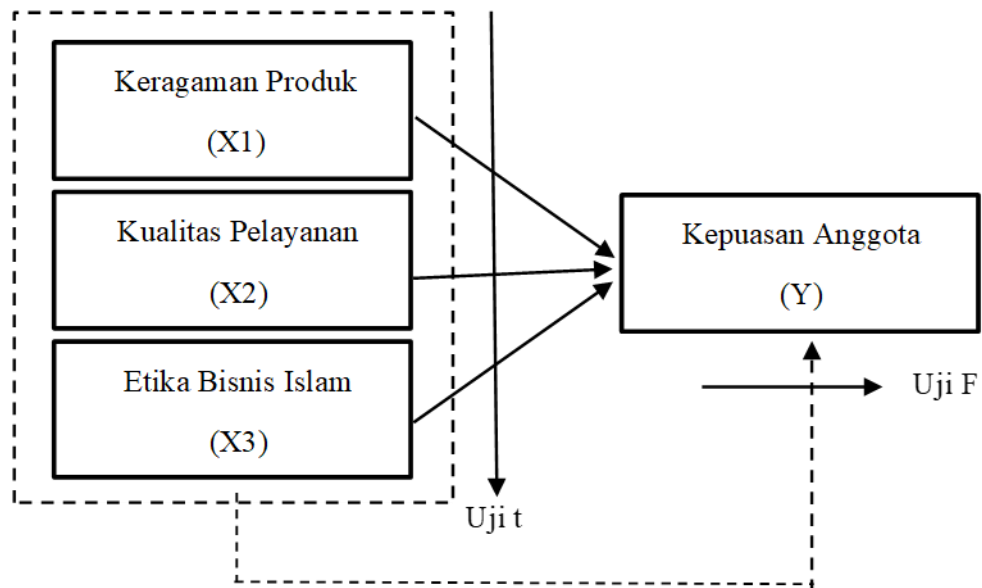 Keragaman Produk
(X1)
Kualitas Pelayanan
(X2)
Etika Bisnis Islam
(X3)
Kepuasan Anggota
(Y)
Uji F
Uji t